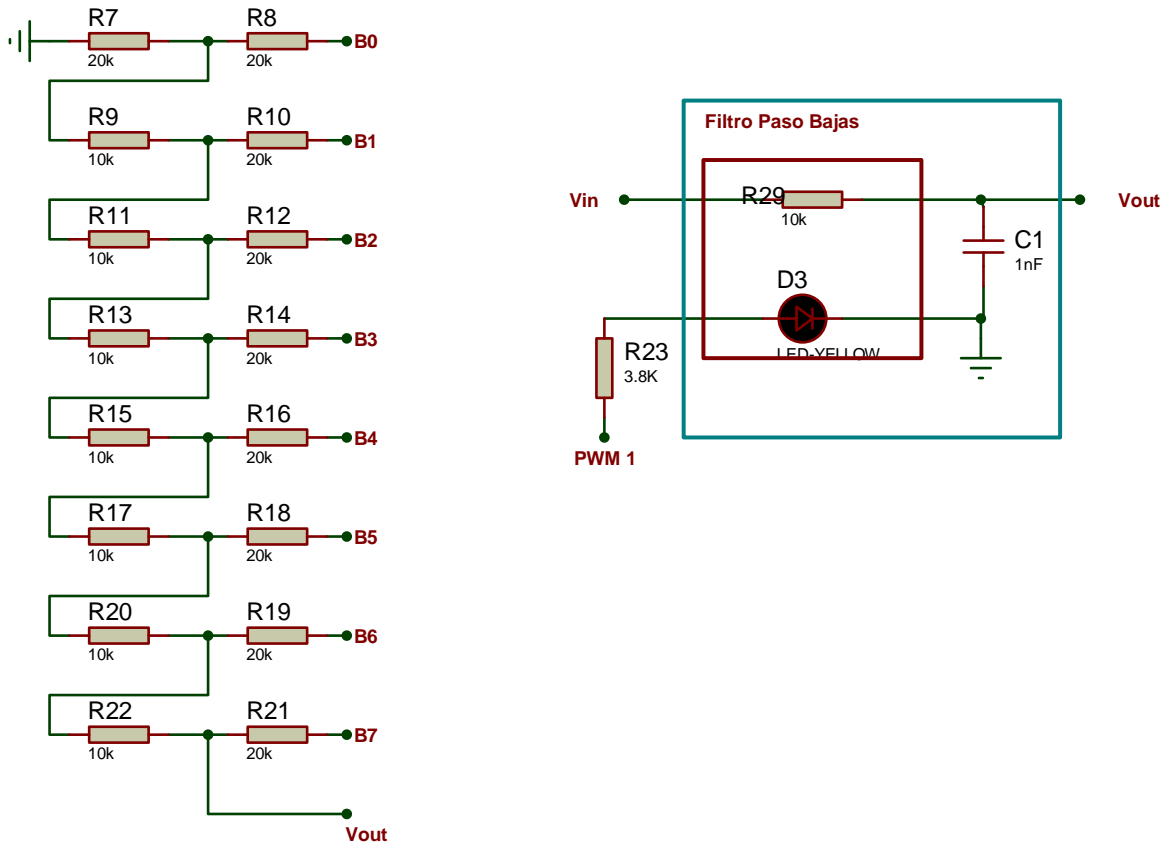 R7
20k
R8
20k
B0
R9
10k
R10
20k
B1
R11
10k
R12
20k
B2
R13
10k
R14
20k
B3
R15
10k
R16
20k
B4
R17
10k
R18
20k
B5
R20
10k
R19
20k
B6
R22
10k
R21
20k
B7
Vout
Filtro Paso Bajas
Vin
R29
10k
Vout
C1
1nF
D3
LED-YELLOW
R23
3.8K
PWM 1